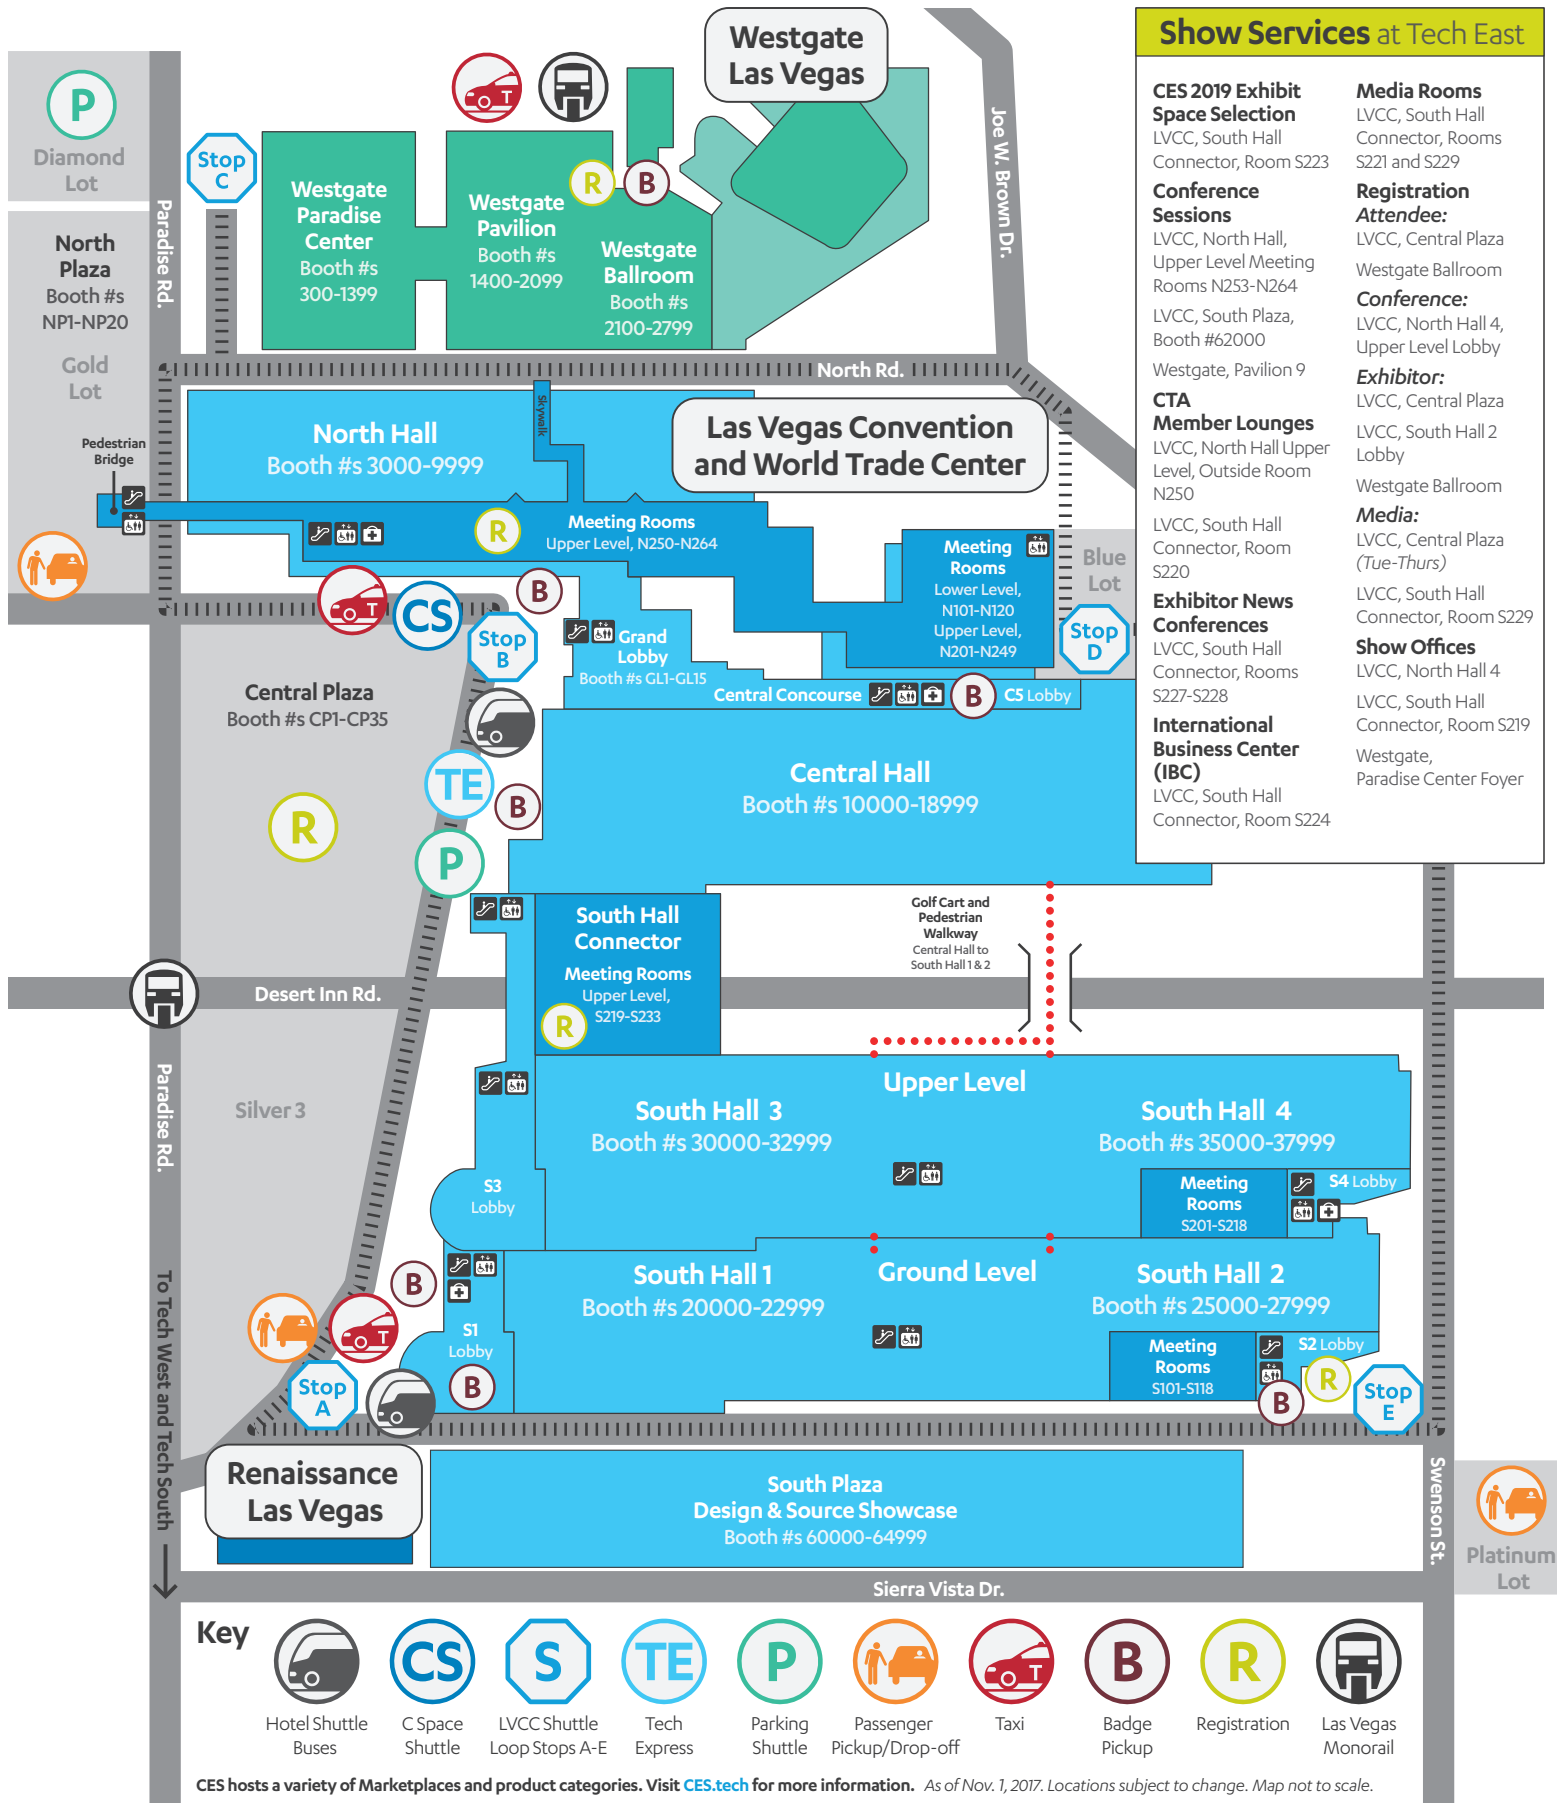 Westgate
Las Vegas
Show Services at Tech East
CES 2019 Exhibit
Space Selection
LVCC, South Hall
Connector, Room S223
Conference
Sessions
LVCC, North Hall,
Upper Level Meeting
Rooms N253-N264
LVCC, South Plaza,
Booth #62000
Westgate, Pavilion 9
CTA
Member Lounges
LVCC, North Hall Upper
Level, Outside Room
N250
LVCC, South Hall
Connector, Room
S220
Exhibitor News
Conferences
LVCC, South Hall
Connector, Rooms
S227-S228
International
Business Center
(IBC)
LVCC, South Hall
Connector, Room S224
Media Rooms
LVCC, South Hall
Connector, Rooms
S221 and S229
Registration
Attendee:
LVCC, Central Plaza
Westgate Ballroom
Conference:
LVCC, North Hall 4,
Upper Level Lobby
Exhibitor:
LVCC, Central Plaza
LVCC, South Hall 2
Lobby
Westgate Ballroom
Media:
LVCC, Central Plaza
(Tue-Thurs)
LVCC, South Hall
Connector, Room S229
Show Offices
LVCC, North Hall 4
LVCC, South Hall
Connector, Room S219
Westgate,
Paradise Center Foyer
P
Diamond
Lot
Stop
C
T
R
B
Westgate
Paradise
Center
Booth #s
300-1399
Westgate
Pavilion
Booth #s
1400-2099
Westgate
Ballroom
Booth #s
2100-2799
Joe W. Brown Dr.
Paradise Rd.
North
Plaza
Booth #s
NP1-NP20
Gold
Lot
North Rd.
Skywalk
North Hall
Booth #s 3000-9999
Las Vegas Convention
and World Trade Center
Pedestrian
Bridge
R
Meeting Rooms
Upper Level, N250-N264
Meeting
Rooms
Lower Level,
N101-N120
Upper Level,
N201-N249
Blue
Lot
Stop
D
T
CS
B
Stop
B
Grand
Lobby
Booth #s GL1-GL15
Central Concourse
B
C5 Lobby
Central Plaza
Booth #s CP1-CP35
TE
B
R
P
Central Hall
Booth #s 10000-18999
South Hall
Connector
Meeting Rooms
Upper Level,
S219-S233
R
Golf Cart and
Pedestrian
Walkway
Central Hall to
South Hall 1 & 2
Desert Inn Rd.
Paradise Rd.
Silver 3
Upper Level
South Hall 3
Booth #s 30000-32999
South Hall 4
Booth #s 35000-37999
S3
Lobby
Meeting
Rooms
S201-S218
S4 Lobby
Ground Level
South Hall 1
Booth #s 20000-22999
South Hall 2
Booth #s 25000-27999
B
S1
Lobby
B
T
Stop
A
Meeting
Rooms
S101-S118
S2 Lobby
R
B
Stop
E
To Tech West and Tech South
Renaissance
Las Vegas
South Plaza
Design & Source Showcase
Booth #s 60000-64999
Swenson St.
Platinum
Lot
Sierra Vista Dr.
Key
CS
S
TE
P
T
B
R
Hotel Shuttle
Buses
C Space
Shuttle
LVCC Shuttle
Loop Stops A-E
Tech
Express
Parking
Shuttle
Passenger
Pickup/Drop-off
Taxi
Badge
Pickup
Registration
Las Vegas
Monorail
CES hosts a variety of Marketplaces and product categories. Visit CES.tech for more information. As of Nov. 1, 2017. Locations subject to change. Map not to scale.